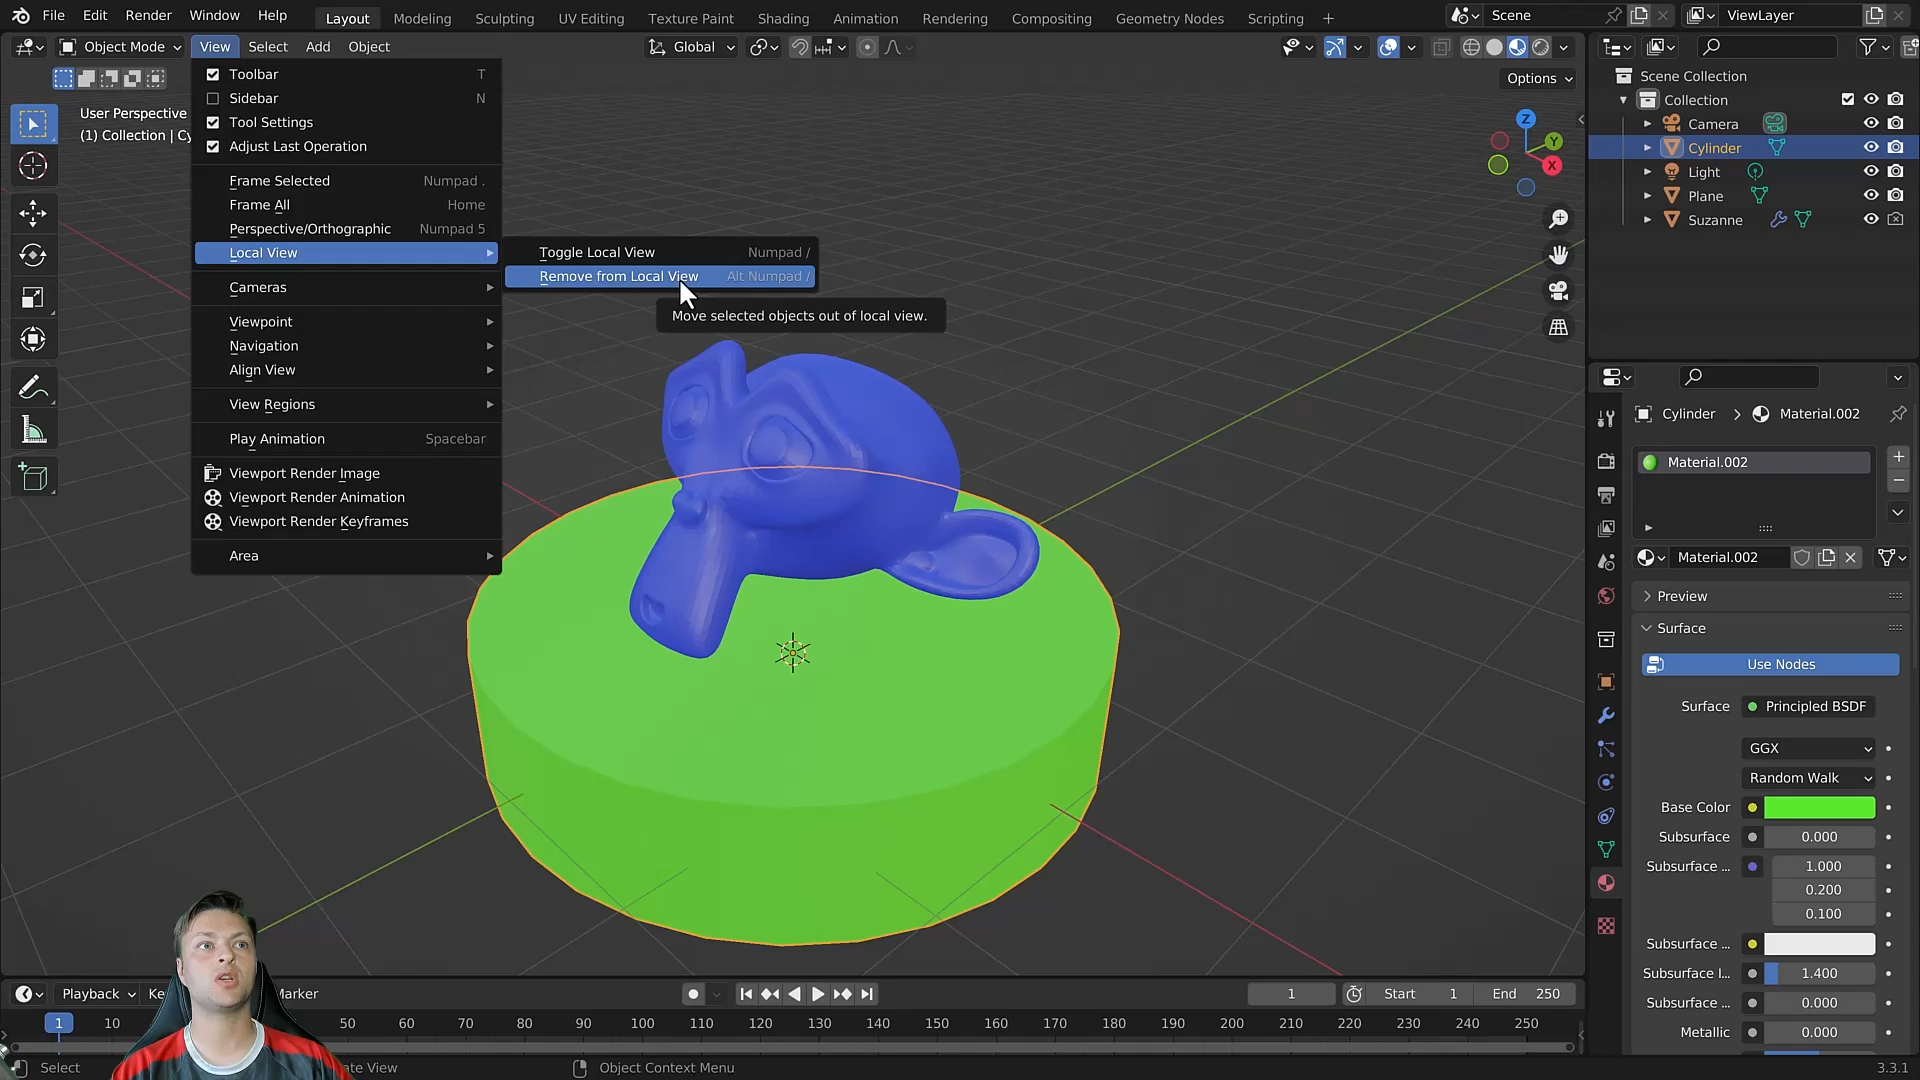 File Edit Render Window Help Layout Modeling Sculpting UV Editing Texture Paint Shading Animation Rendering Compositing Geometry Nodes Scripting + Scene ViewLayer
Object Mode View Select Add Object Global
Options
User Perspective
(1) Collection | Cy
Toolbar T
Sidebar N
Tool Settings
Adjust Last Operation
Frame Selected Numpad .
Frame All Home
Perspective/Orthographic Numpad 5
Local View
Cameras
Viewpoint
Navigation
Align View
View Regions
Play Animation Spacebar
Viewport Render Image
Viewport Render Animation
Viewport Render Keyframes
Area
Toggle Local View Numpad /
Remove from Local View Alt Numpad /
Move selected objects out of local view.
Z
Y
X
Scene Collection
Collection
Camera
Cylinder
Light
Plane
Suzanne
Cylinder > Material.002
Material.002
Material.002
Preview
Surface
Use Nodes
Surface Principled BSDF
GGX
Random Walk
Base Color
Subsurface 0.000
Subsurface ... 1.000
0.200
0.100
Subsurface ...
Subsurface I... 1.400
Subsurface ... 0.000
Metallic 0.000
Playback Ke Marker 1 Start 1 End 250
1 10 50 60 70 80 90 100 110 120 130 140 150 160 170 180 190 200 210 220 230 240 250
Select ate View Object Context Menu 3.3.1